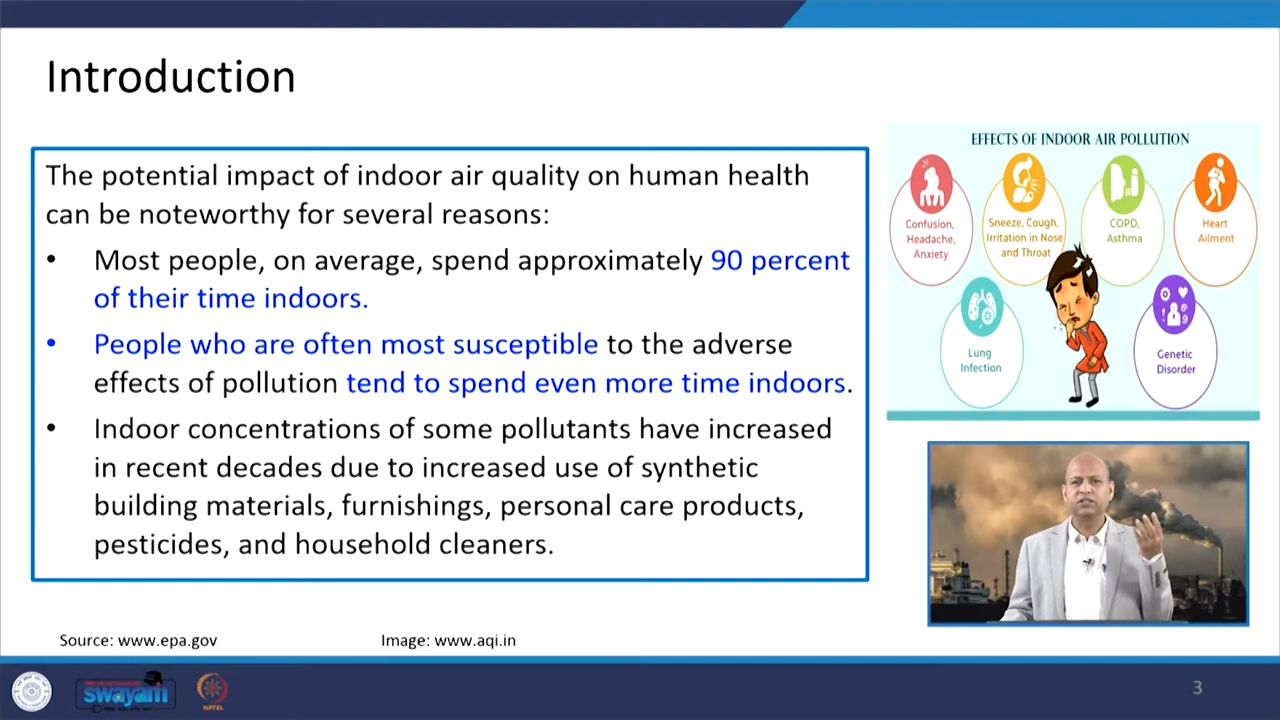 Introduction
The potential impact of indoor air quality on human health
can be noteworthy for several reasons:
• Most people, on average, spend approximately 90 percent
of their time indoors.
• People who are often most susceptible to the adverse
effects of pollution tend to spend even more time indoors.
• Indoor concentrations of some pollutants have increased
in recent decades due to increased use of synthetic
building materials, furnishings, personal care products,
pesticides, and household cleaners.
EFFECTS OF INDOOR AIR POLLUTION
Confusion,
Headache,
Anxiety
Sneeze, Cough,
Irritation in Nose
and Throat
COPD,
Asthma
Heart
Ailment
Lung
Infection
Genetic
Disorder
Source: www.epa.gov
Image: www.aqi.in
swayam
NPTEL
3